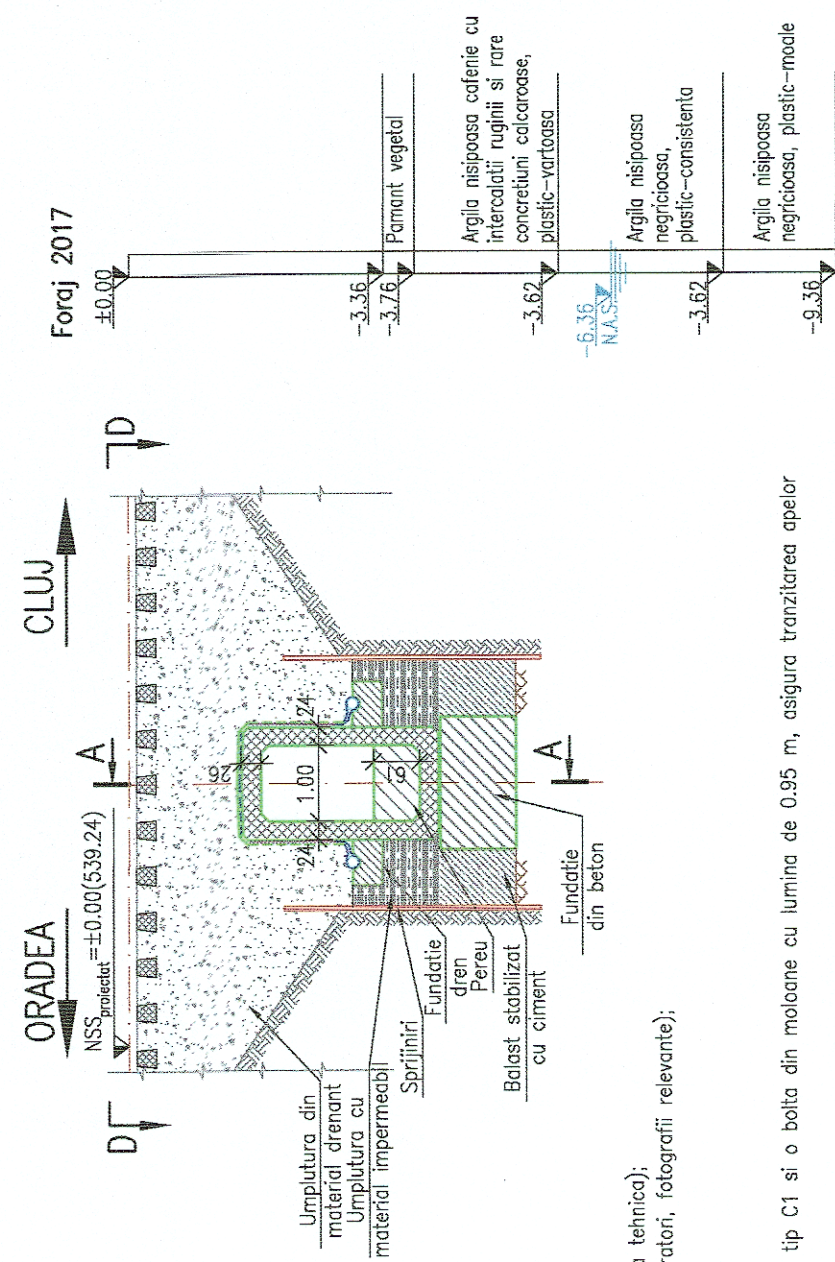 ORADEA
CLUJ
NSSproiectat=±0.00(539.24)
D
D
A
26
24
1.00
24
61
A
Umplutura din
material drenant
Umplutura cu
material impermeabil
Sprijiniri
Fundatie
dren
Pereu
Balast stabilizat
cu ciment
Fundatie
din beton
Foraj 2017
±0.00
-3.36
-3.76
Pamant vegetal
-3.62
Argila nisipoasa cafenie cu
intercalatii ruginii si rare
concretiuni calcaroase,
plastic-vartoasa
-6.36
N.A.S.
-3.62
Argila nisipoasa
negricioasa,
plastic-consistenta
-9.36
Argila nisipoasa
negricioasa, plastic-moale
a tehnica);
ratori, fotografii relevante);
tip C1 si o bolta din moloane cu lumina de 0.95 m, asigura tranzitarea apelor